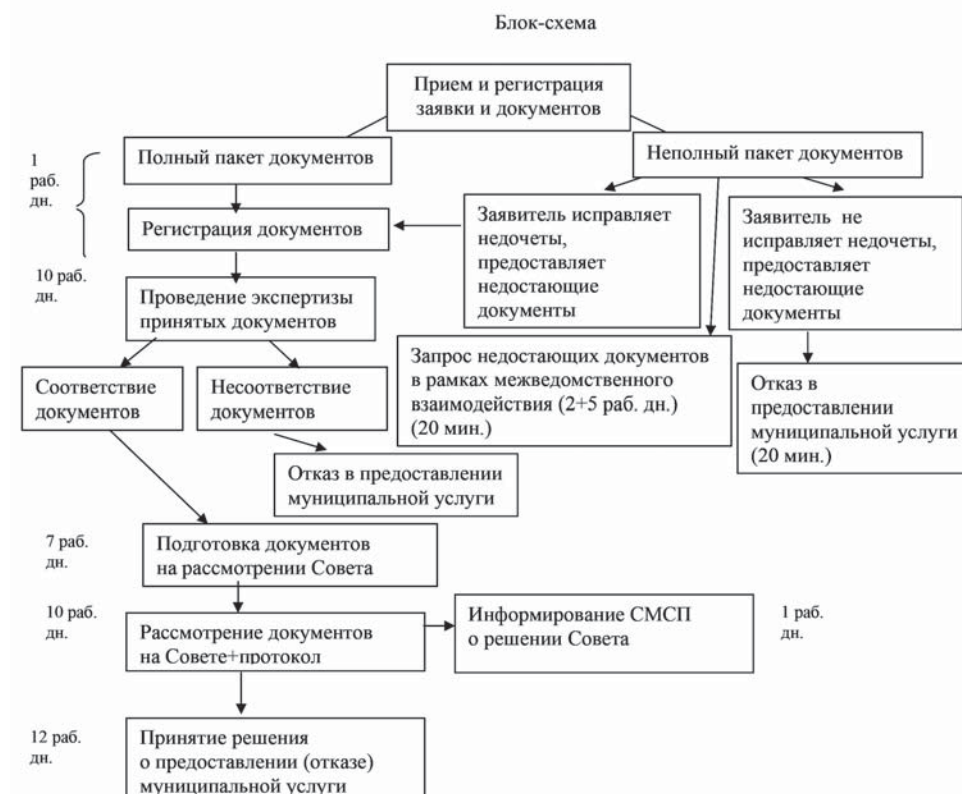 Блок-схема
Прием и регистрация
заявки и документов
1
раб.
дн.
Полный пакет документов
Неполный пакет документов
Регистрация документов
Заявитель исправляет
недочеты,
предоставляет
недостающие
документы
Заявитель не
исправляет недочеты,
предоставляет
недостающие
документы
10 раб.
дн.
Проведение экспертизы
принятых документов
Соответствие
документов
Несоответствие
документов
Запрос недостающих документов
в рамках межведомственного
взаимодействия (2+5 раб. дн.)
(20 мин.)
Отказ в
предоставлении
муниципальной услуги
(20 мин.)
Отказ в предоставлении
муниципальной услуги
7 раб.
дн.
Подготовка документов
на рассмотрении Совета
10 раб.
дн.
Рассмотрение документов
на Совете+протокол
Информирование СМСП
о решении Совета
1 раб.
дн.
12 раб.
дн.
Принятие решения
о предоставлении (отказе)
муниципальной услуги